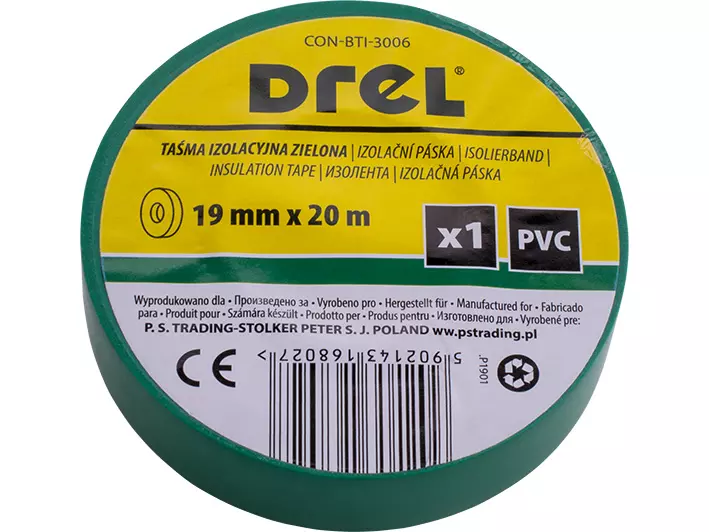 CON-BTI-3006
DREL®
TAŚMA IZOLACYJNA ZIELONA | IZOLAČNÍ PÁSKA | ISOLIERBAND |
INSULATION TAPE | ИЗОЛЕНТА | IZOLAČNÁ PÁSKA
19 mm x 20 m
x1
PVC
Wyprodukowano dla • Произведено за • Vyrobeno pro • Hergestellt für • Manufactured for • Fabricado
para • Produit pour • Számára készült • Prodotto per • Produs pentru • Изготовлено для • Vyrobené pre:
P. S. TRADING-STOLKER PETER S. J. POLAND www.pstrading.pl
CE
5 902143 168027>
.P1901